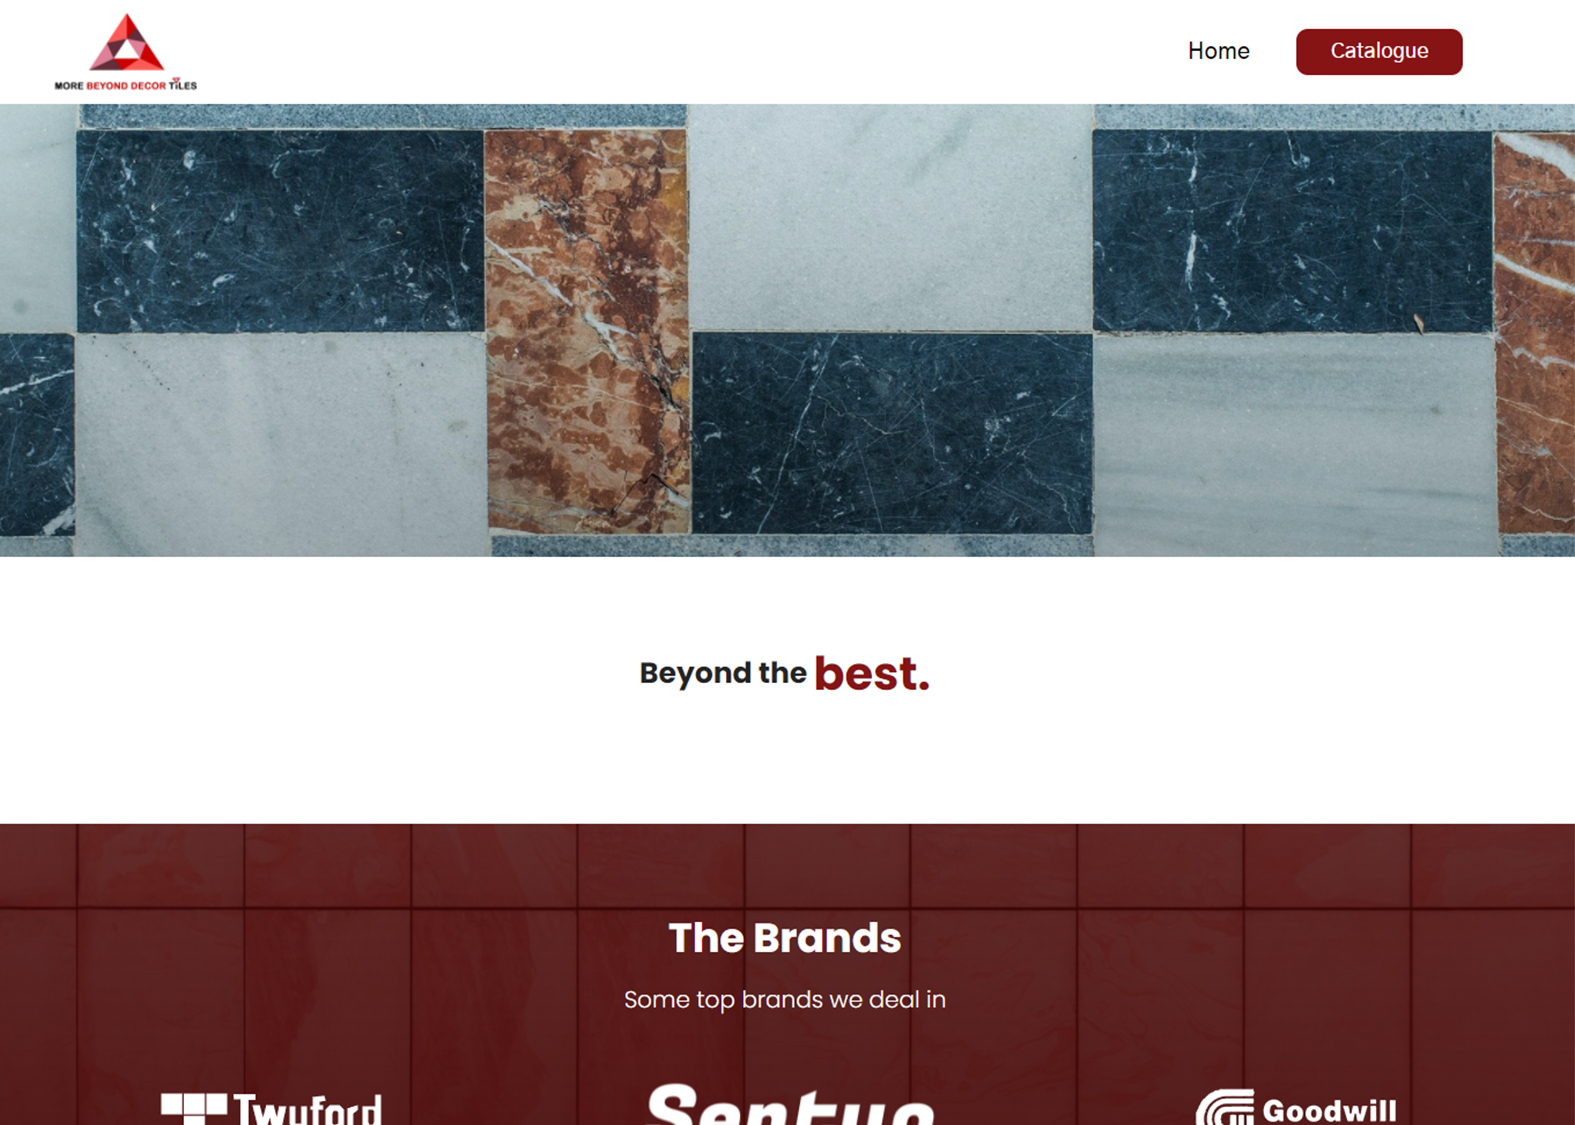 MORE BEYOND DECOR TILES
Home
Catalogue
Beyond the best.
The Brands
Some top brands we deal in
Twyford
Sentuo
Goodwill